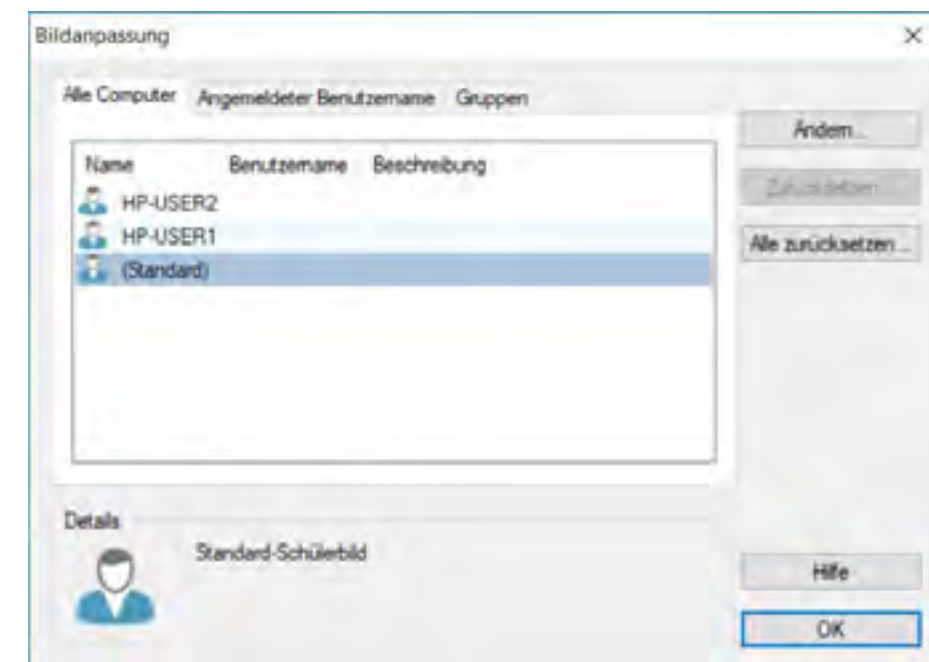 Bildanpassung
Alle Computer Angemeldeter Benutzername Gruppen
Ändern...
Name Benutzername Beschreibung
Zurücksetzen...
HP-USER2
HP-USER1
Alle zurücksetzen ...
(Standard)
Details
Standard-Schülerbild
Hilfe
OK